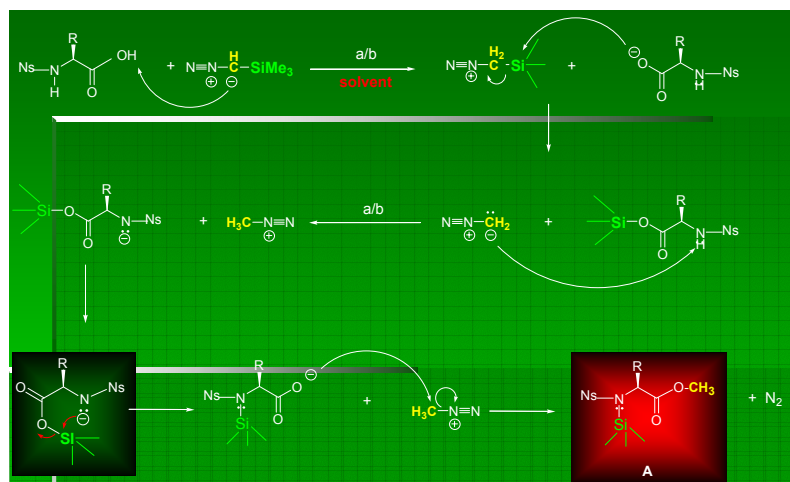 R
Ns
N
H
O
OH
+
N≡N
⊕
H
C
⊖
SiMe3
a/b
solvent
N≡N
⊕
H2
C
Si
+
⊖
O
O
R
N
H
Ns
Si
O
O
R
N
⊖
Ns
+
H3C
N≡N
⊕
a/b
N≡N
⊕
CH2
⊖
+
Si
O
O
R
N
H
Ns
O
R
N
Ns
⊖
O
Si
Ns
N
R
O
⊖
O
Si
+
H3C
N≡N
⊕
Ns
N
R
O-CH3
O
Si
A
+ N2